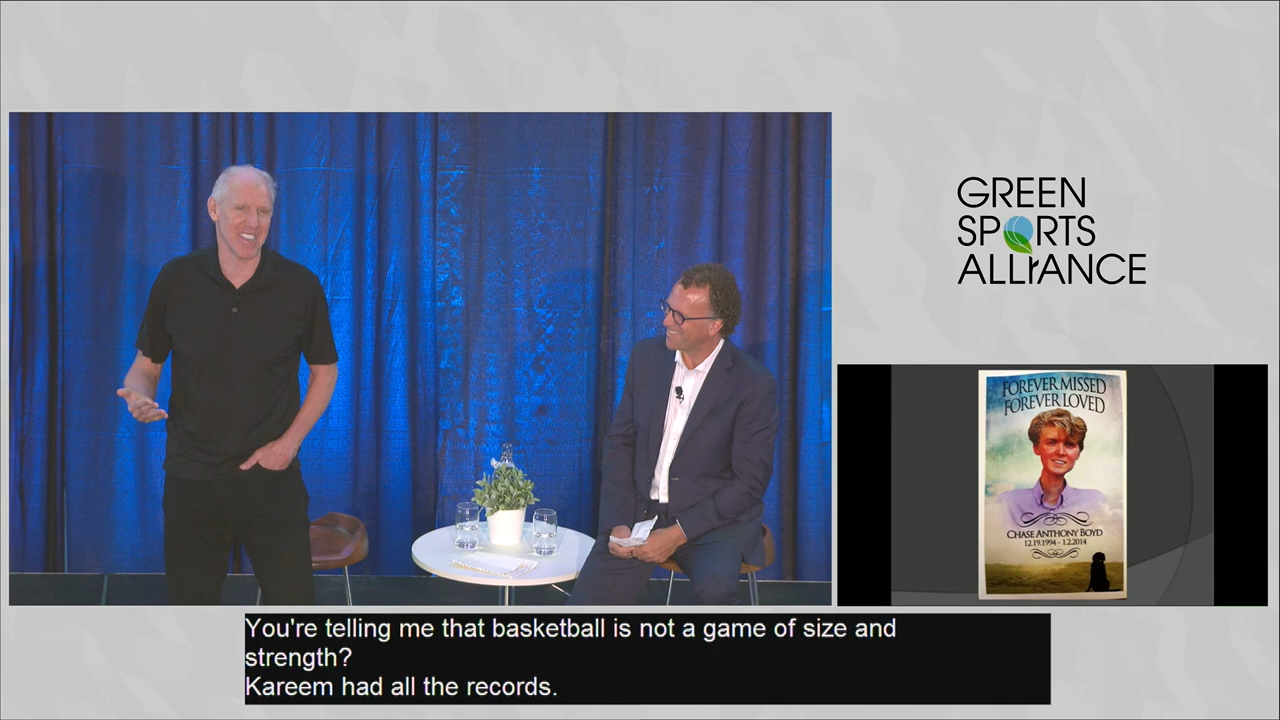 GREEN
SPORTS
ALLIANCE
FOREVER MISSED
FOREVER LOVED
CHASE ANTHONY BOYD
12.19.1994 - 1.2.2014
You're telling me that basketball is not a game of size and
strength?
Kareem had all the records.